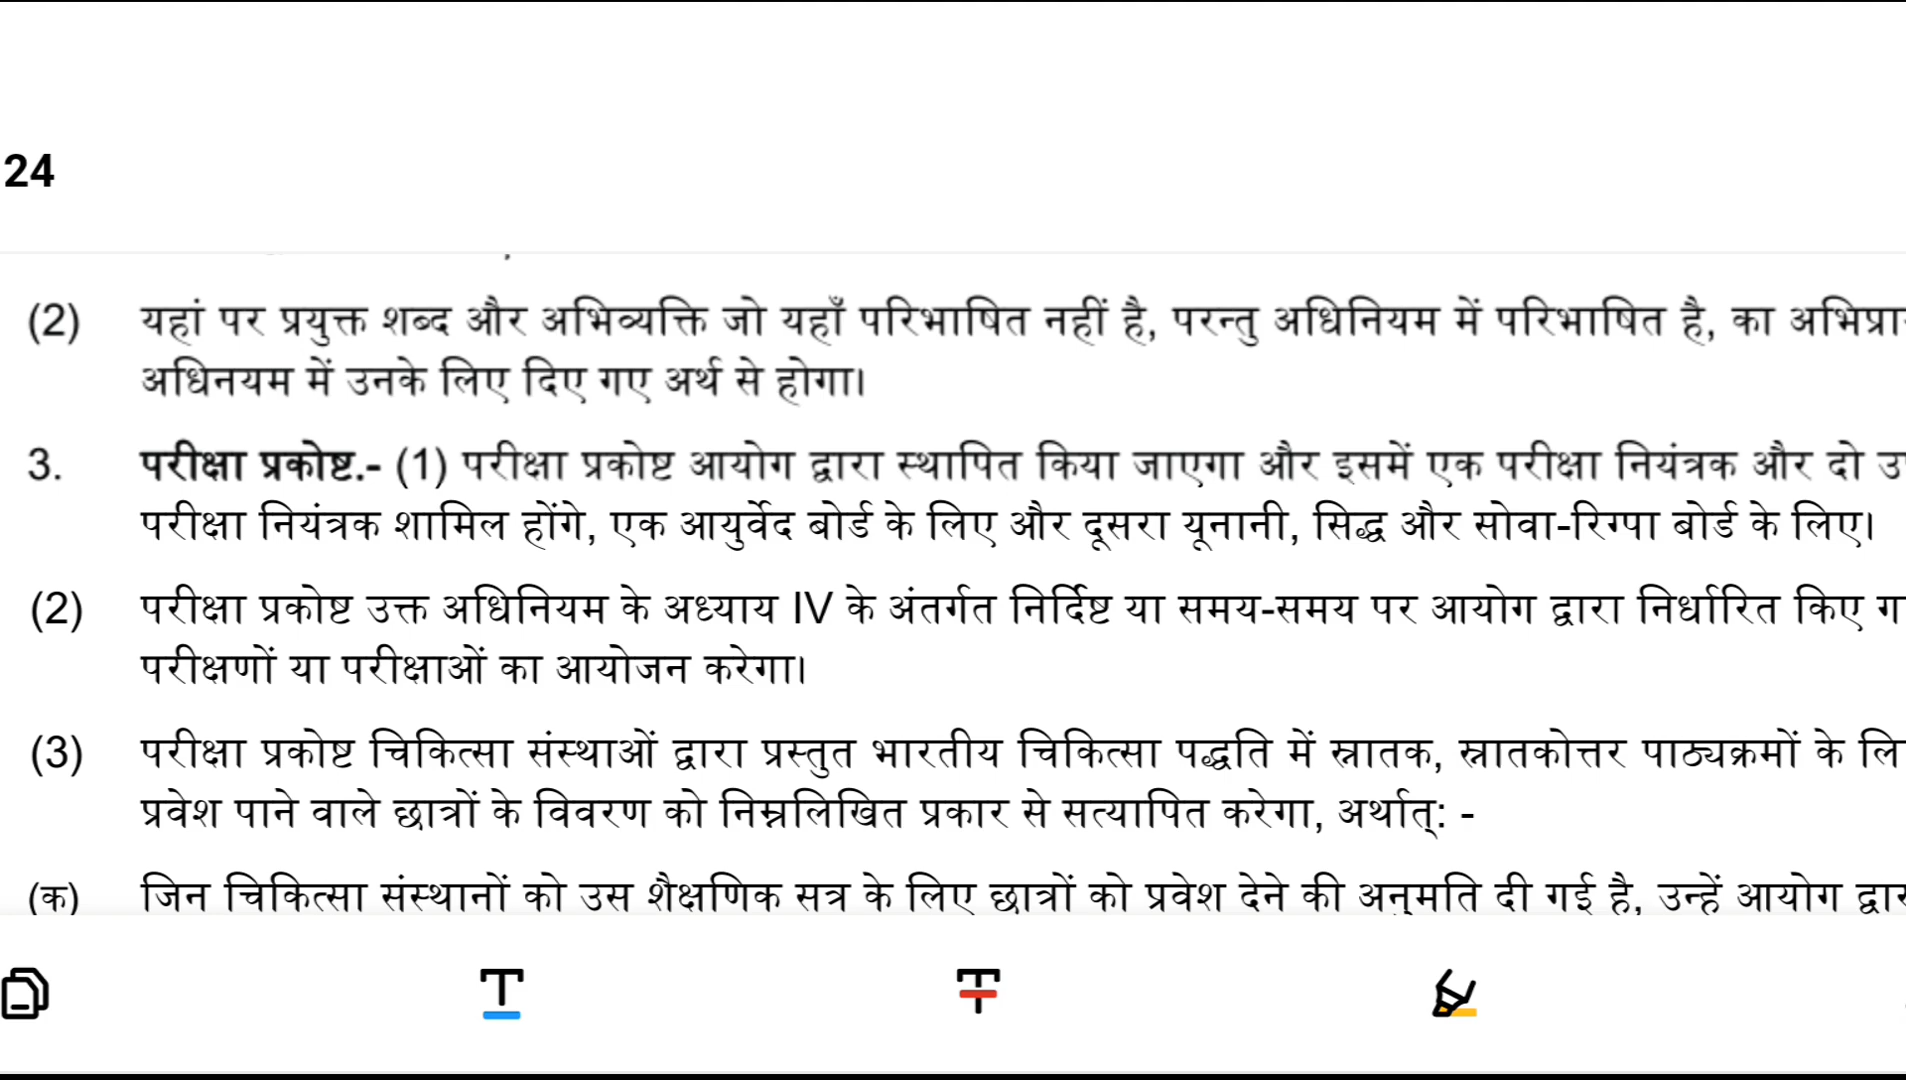 24
(2) यहां पर प्रयुक्त शब्द और अभिव्यक्ति जो यहाँ परिभाषित नहीं है, परन्तु अधिनियम में परिभाषित है, का
अधिनयम में उनके लिए दिए गए अर्थ से होगा।
3. परीक्षा प्रकोष्ट.- (1) परीक्षा प्रकोष्ट आयोग द्वारा स्थापित किया जाएगा और इसमें एक परीक्षा नियंत्रक और दो
परीक्षा नियंत्रक शामिल होंगे, एक आयुर्वेद बोर्ड के लिए और दूसरा यूनानी, सिद्ध और सोवा-रिग्पा बोर्ड के लिए।
(2) परीक्षा प्रकोष्ट उक्त अधिनियम के अध्याय IV के अंतर्गत निर्दिष्ट या समय-समय पर आयोग द्वारा निर्धारित किए
परीक्षणों या परीक्षाओं का आयोजन करेगा।
(3) परीक्षा प्रकोष्ट चिकित्सा संस्थाओं द्वारा प्रस्तुत भारतीय चिकित्सा पद्धति में स्नातक, स्नातकोत्तर पाठ्यक्रमों के
प्रवेश पाने वाले छात्रों के विवरण को निम्नलिखित प्रकार से सत्यापित करेगा, अर्थात्: -
(क) जिन चिकित्सा संस्थानों को उस शैक्षणिक सत्र के लिए छात्रों को प्रवेश देने की अनुमति दी गई है, उन्हें आयोग